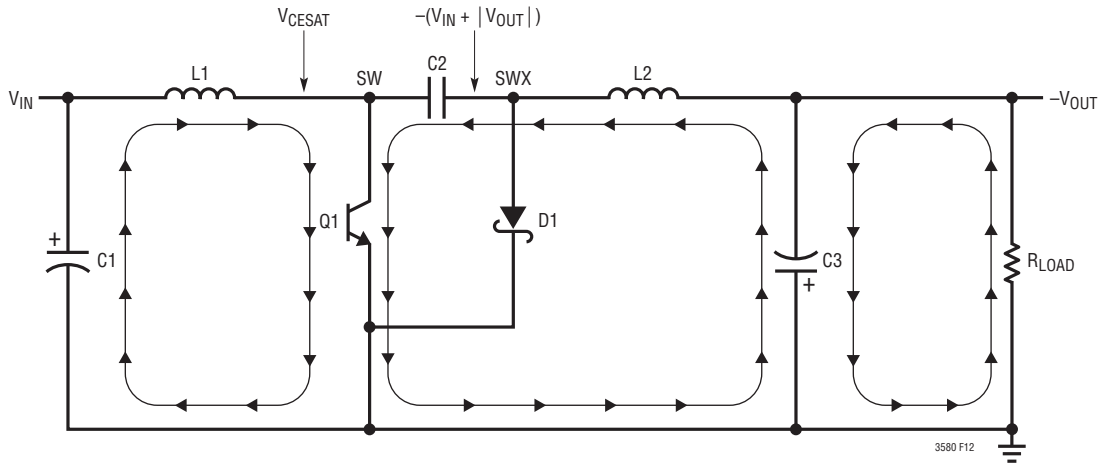 V_CESAT
−(V_IN + |V_OUT|)
C2
L1
SW
SWX
L2
V_IN
−V_OUT
Q1
D1
+
C1
C3
+
R_LOAD
3580 F12